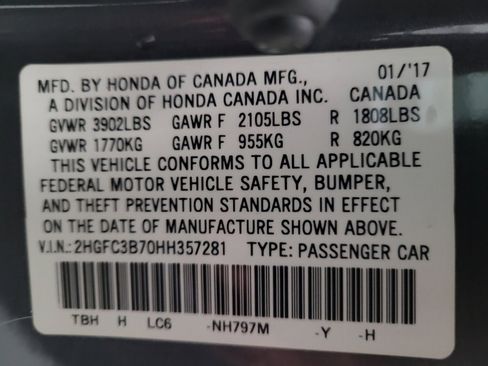 MFD. BY HONDA OF CANADA MFG., 01/'17
A DIVISION OF HONDA CANADA INC. CANADA
GVWR 3902LBS GAWR F 2105LBS R 1808LBS
GVWR 1770KG GAWR F 955KG R 820KG
THIS VEHICLE CONFORMS TO ALL APPLICABLE
FEDERAL MOTOR VEHICLE SAFETY, BUMPER,
AND THEFT PREVENTION STANDARDS IN EFFECT
ON THE DATE OF MANUFACTURE SHOWN ABOVE.
V.I.N.: 2HGFC3B70HH357281 TYPE: PASSENGER CAR
TBH H LC6 -NH797M -Y -H